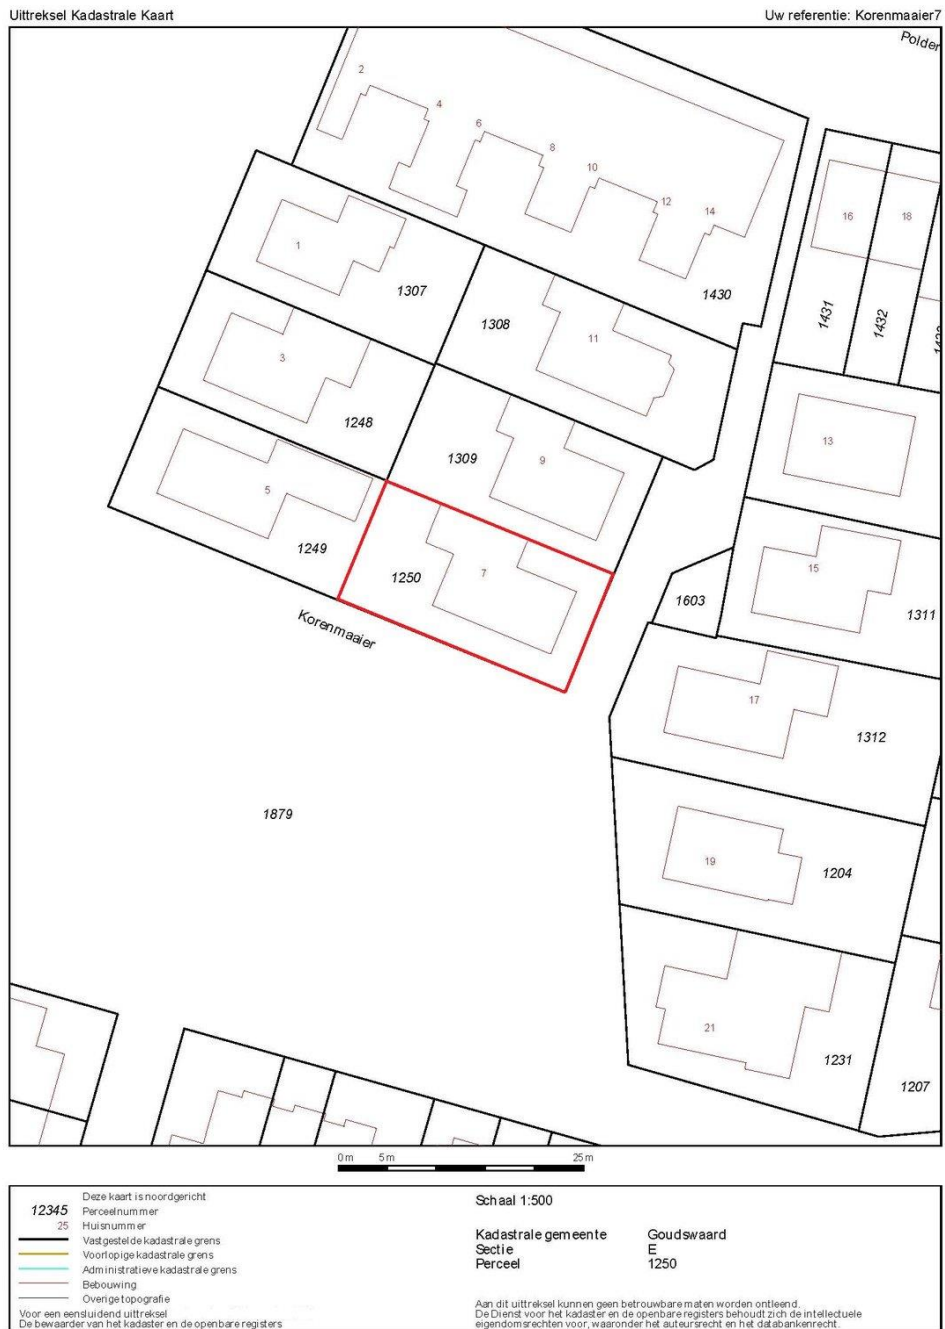 Uittreksel Kadastrale Kaart
Uw referentie: Korenmaaier7
Polder
2
4
6
8
10
12
14
16
18
1
1307
1308
11
1430
1431
1432
3
1248
1309
9
13
5
1249
1250
7
15
1603
1311
Korenmaaier
17
1312
1879
19
1204
21
1231
1207
0 m 5 m 25 m
Deze kaart is noordgericht
12345 Perceelnummer
25 Huisnummer
Vastgestelde kadastrale grens
Voorlopige kadastrale grens
Administratieve kadastrale grens
Bebouwing
Overige topografie
Voor een eensluidend uittreksel
De bewaarder van het kadaster en de openbare registers
Schaal 1:500
Kadastrale gemeente Goudswaard
Sectie E
Perceel 1250
Aan dit uittreksel kunnen geen betrouwbare maten worden ontleend.
De Dienst voor het kadaster en de openbare registers behoudt zich de intellectuele
eigendomsrechten voor, waaronder het auteursrecht en het databankenrecht.